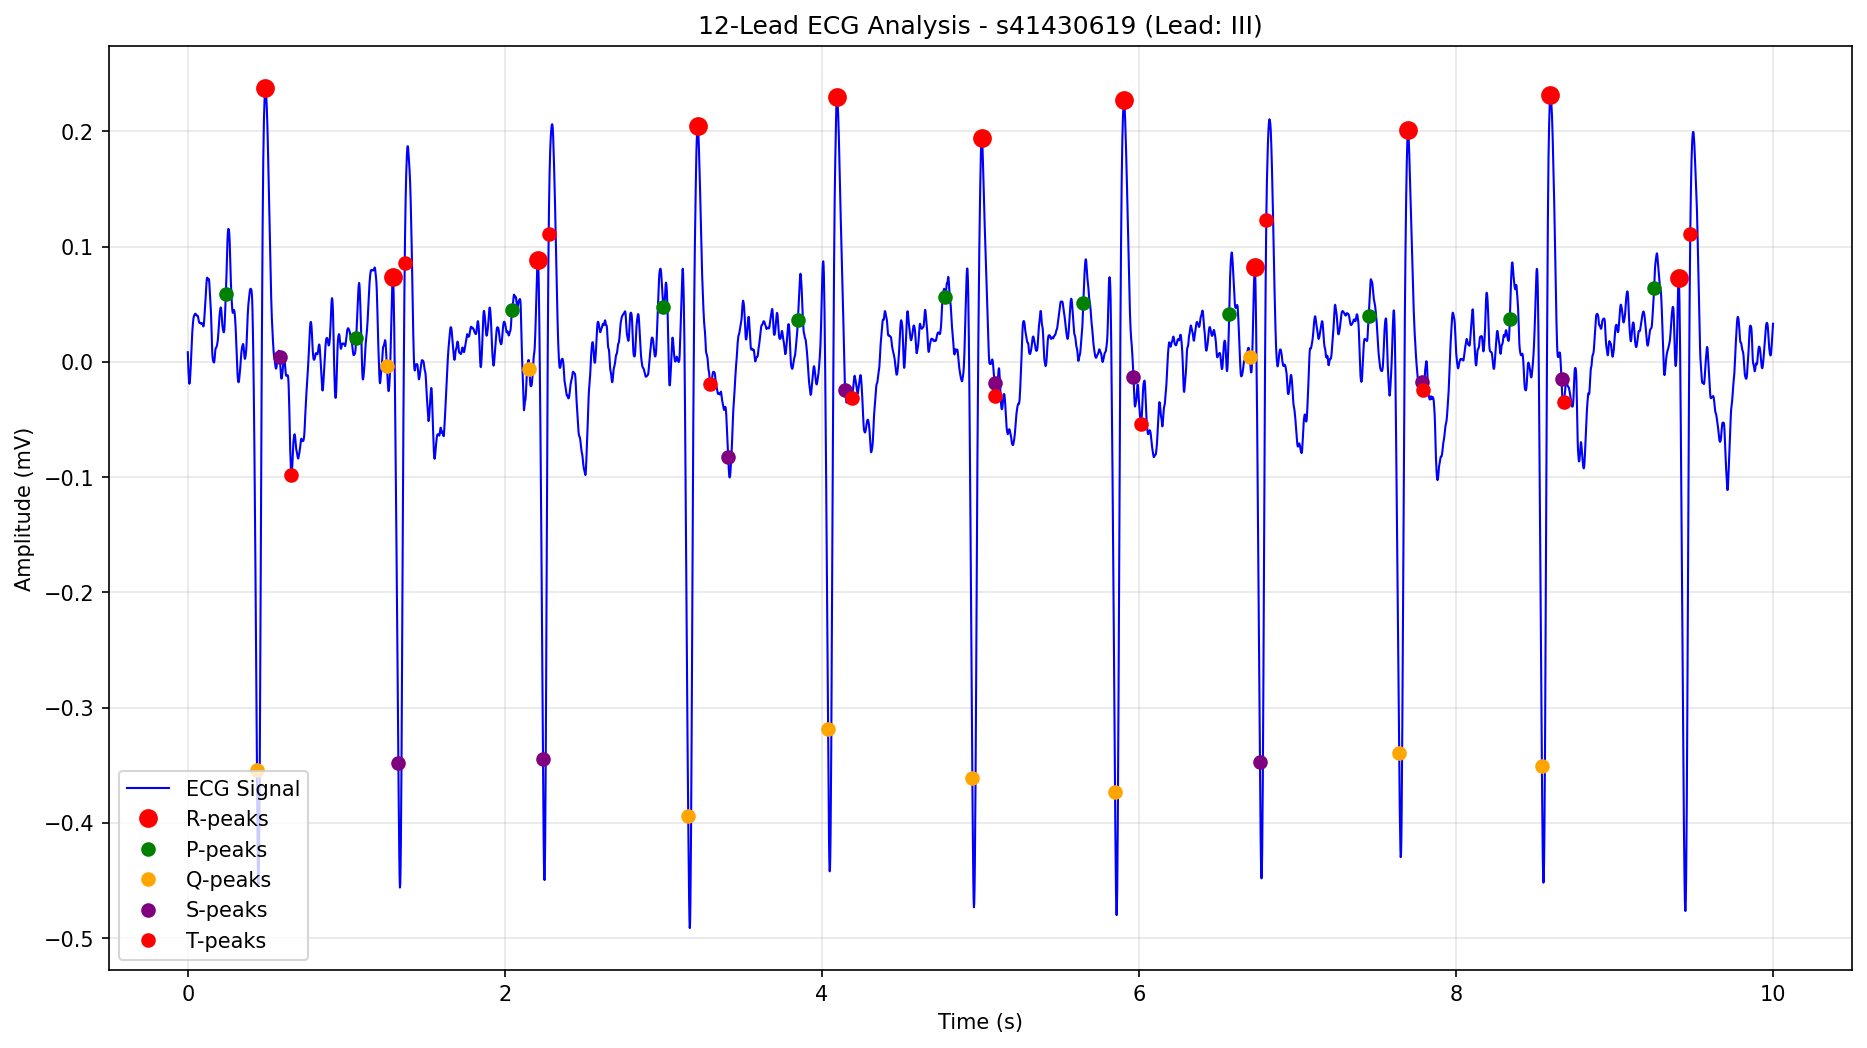 12-Lead ECG Analysis - s41430619 (Lead: III)
Amplitude (mV)
0.2
0.1
0.0
−0.1
−0.2
−0.3
−0.4
−0.5
ECG Signal
R-peaks
P-peaks
Q-peaks
S-peaks
T-peaks
0 2 4 6 8 10
Time (s)